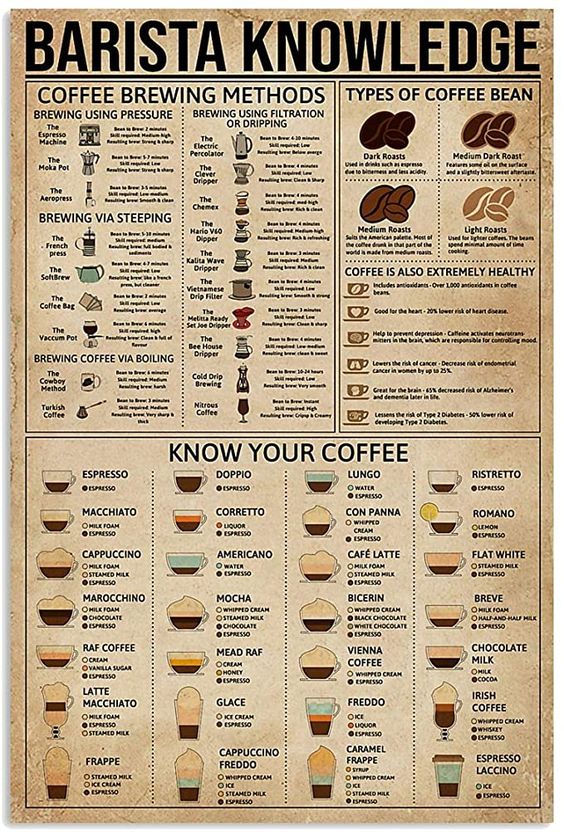 BARISTA KNOWLEDGE
COFFEE BREWING METHODS
BREWING USING PRESSURE
The
Espresso
Machine
Bean to Brew: 2 minutes
Skill required: Medium-high
Resulting brew: Strong & sharp
The
Moka Pot
Bean to Brew: 5-7 minutes
Skill required: Low
Resulting brew: Strong & sharp
The
Aeropress
Bean to Brew: 3-5 minutes
Skill required: Medium
Resulting brew: Clean & Sharp
BREWING VIA STEEPING
The
French
press
Bean to Brew: 5-10 minutes
Skill required: medium
Resulting brew: full bodied &
sediments
The
SoftBrew
Bean to Brew: 4-7 minutes
Skill required: Low
Resulting brew: like a french
press, but cleaner
The
Coffee Bag
Bean to Brew: 2 minutes
Skill required: Low
Resulting brew: average
The
Vaccum Pot
Bean to Brew: 6 minutes
Skill required: high
Resulting brew: Clean & full of
flavour
BREWING COFFEE VIA BOILING
The
Cowboy
Method
Bean to Brew: 6 minutes
Skill required: Medium
Resulting brew: hard
Turkish
Coffee
Bean to Brew: 3 minutes
Skill required: Medium
Resulting brew: Very sharp &
thick
BREWING USING FILTRATION
OR DRIPPING
The
Electric
Percolator
Bean to Brew: 4-10 minutes
Skill required: Low
Resulting brew: Below average
The
Clever
Dripper
Bean to Brew: 4 minutes
Skill required: Low
Resulting brew: Clean & Sharp
The
Chemex
Bean to Brew: 4 minutes
Skill required: med-high
Resulting brew: Rich & clean
The
Hario V60
Dipper
Bean to Brew: 4 minutes
Skill required: Med-high
Resulting brew: Rich & refreshing
The
Kalita Wave
Dripper
Bean to Brew: 3 minutes
Skill required: Medium
Resulting brew: Rich & clean
The
Vietnamese
Drip Filter
Bean to Brew: 4 minutes
Skill required: Low
Resulting brew: Smooth & strong
The
Melitta Ready
Set Joe Dripper
Bean to Brew: 3 minutes
Skill required: Low
Resulting brew: Clean & sharp
The
Bee House
Dripper
Bean to Brew: 4 minutes
Skill required: Low-medium
Resulting brew: clean & sweet
Cold Drip
Brewing
Bean to Brew: 10-24 hours
Skill required: Low
Resulting brew: Very smooth
Nitrous
Coffee
Bean to Brew: Instant
Skill required: High
Resulting brew: Crisp & Creamy
TYPES OF COFFEE BEAN
Dark Roasts
Used in drinks such as espresso
due to bitterness and less acidity.
Medium Dark Roast
Features some oil on the surface
and a slightly bittersweet aftertaste.
Medium Roasts
Suits the American palette. Most of
the coffee drunk in that part of the
world is made from medium roasts.
Light Roasts
Used for lighter coffees. The beans
spend minimal amount of time
cooking.
COFFEE IS ALSO EXTREMELY HEALTHY
Includes antioxidants - Over 1,000 antioxidants in coffee
beans.
Good for the heart - 20% lower risk of heart disease.
Help to prevent depression - Caffeine activates neurotrans-
mitters in the brain, which are responsible for controlling mood.
Lowers the risk of cancer - Decrease risk of endometrial
cancer in women by up to 25%.
Great for the brain - 65% decreased risk of Alzheimer's
and dementia later in life.
Lessens the risk of Type 2 Diabetes - 50% lower risk of
developing Type 2 Diabetes.
KNOW YOUR COFFEE
ESPRESSO
ESPRESSO
DOPPIO
ESPRESSO
LUNGO
WATER
ESPRESSO
RISTRETTO
ESPRESSO
MACCHIATO
MILK FOAM
ESPRESSO
CORRETTO
LIQUOR
ESPRESSO
CON PANNA
WHIPPED
CREAM
ESPRESSO
ROMANO
LEMON
ESPRESSO
CAPPUCCINO
MILK FOAM
STEAMED MILK
ESPRESSO
AMERICANO
WATER
ESPRESSO
CAFÉ LATTE
MILK FOAM
STEAMED MILK
ESPRESSO
FLAT WHITE
STEAMED MILK
ESPRESSO
MAROCCHINO
MILK FOAM
CHOCOLATE
ESPRESSO
MOCHA
WHIPPED CREAM
STEAMED MILK
CHOCOLATE
ESPRESSO
BICERIN
WHIPPED CREAM
BLACK CHOCOLATE
WHITE CHOCOLATE
ESPRESSO
BREVE
MILK FOAM
HALF-AND-HALF MILK
ESPRESSO
RAF COFFEE
CREAM
VANILLA SUGAR
ESPRESSO
MEAD RAF
CREAM
HONEY
ESPRESSO
VIENNA
COFFEE
WHIPPED CREAM
ESPRESSO
CHOCOLATE
MILK
MILK
COCOA
LATTE
MACCHIATO
MILK FOAM
ESPRESSO
STEAMED MILK
GLACE
ICE CREAM
ESPRESSO
FREDDO
ICE
LIQUOR
ESPRESSO
IRISH
COFFEE
WHIPPED CREAM
WHISKEY
ESPRESSO
FRAPPE
STEAMED MILK
ICE CREAM
ESPRESSO
CAPPUCCINO
FREDDO
WHIPPED CREAM
ICE
STEAMED MILK
ESPRESSO
CARAMEL
FRAPPE
SYRUP
WHIPPED CREAM
MILK
ICE
ESPRESSO
ESPRESSO
LACCINO
MILK
ICE
ESPRESSO